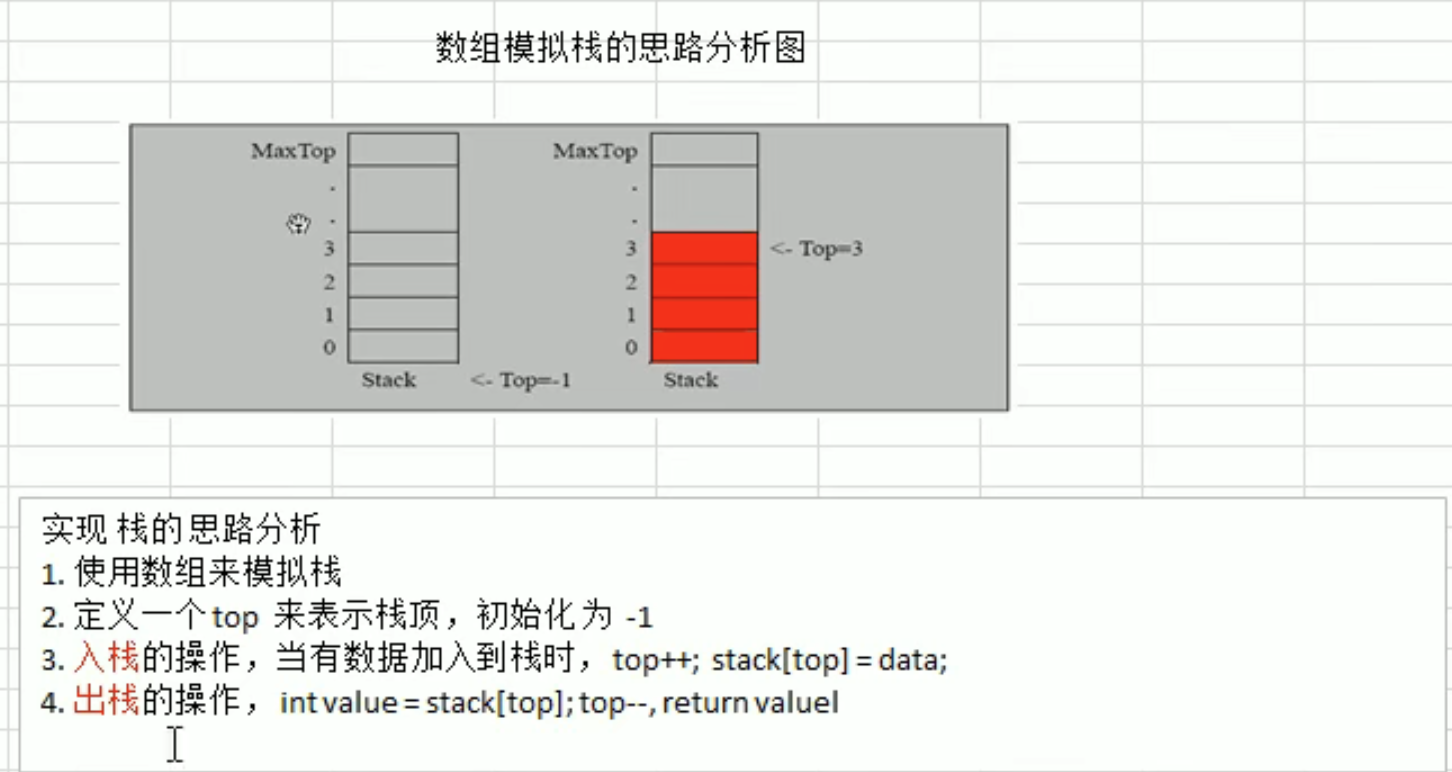 数组模拟栈的思路分析图
MaxTop
.
.
3
2
1
0
Stack
<- Top=-1
MaxTop
.
.
3
<- Top=3
2
1
0
Stack
实现 栈的 思路分析
1. 使用数组来模拟栈
2. 定义一个 top 来表示栈顶，初始化 为 -1
3. 入栈的操作，当有数据加入到栈时， top++; stack[top] = data;
4. 出栈的操作， int value = stack[top]; top--, return valuel